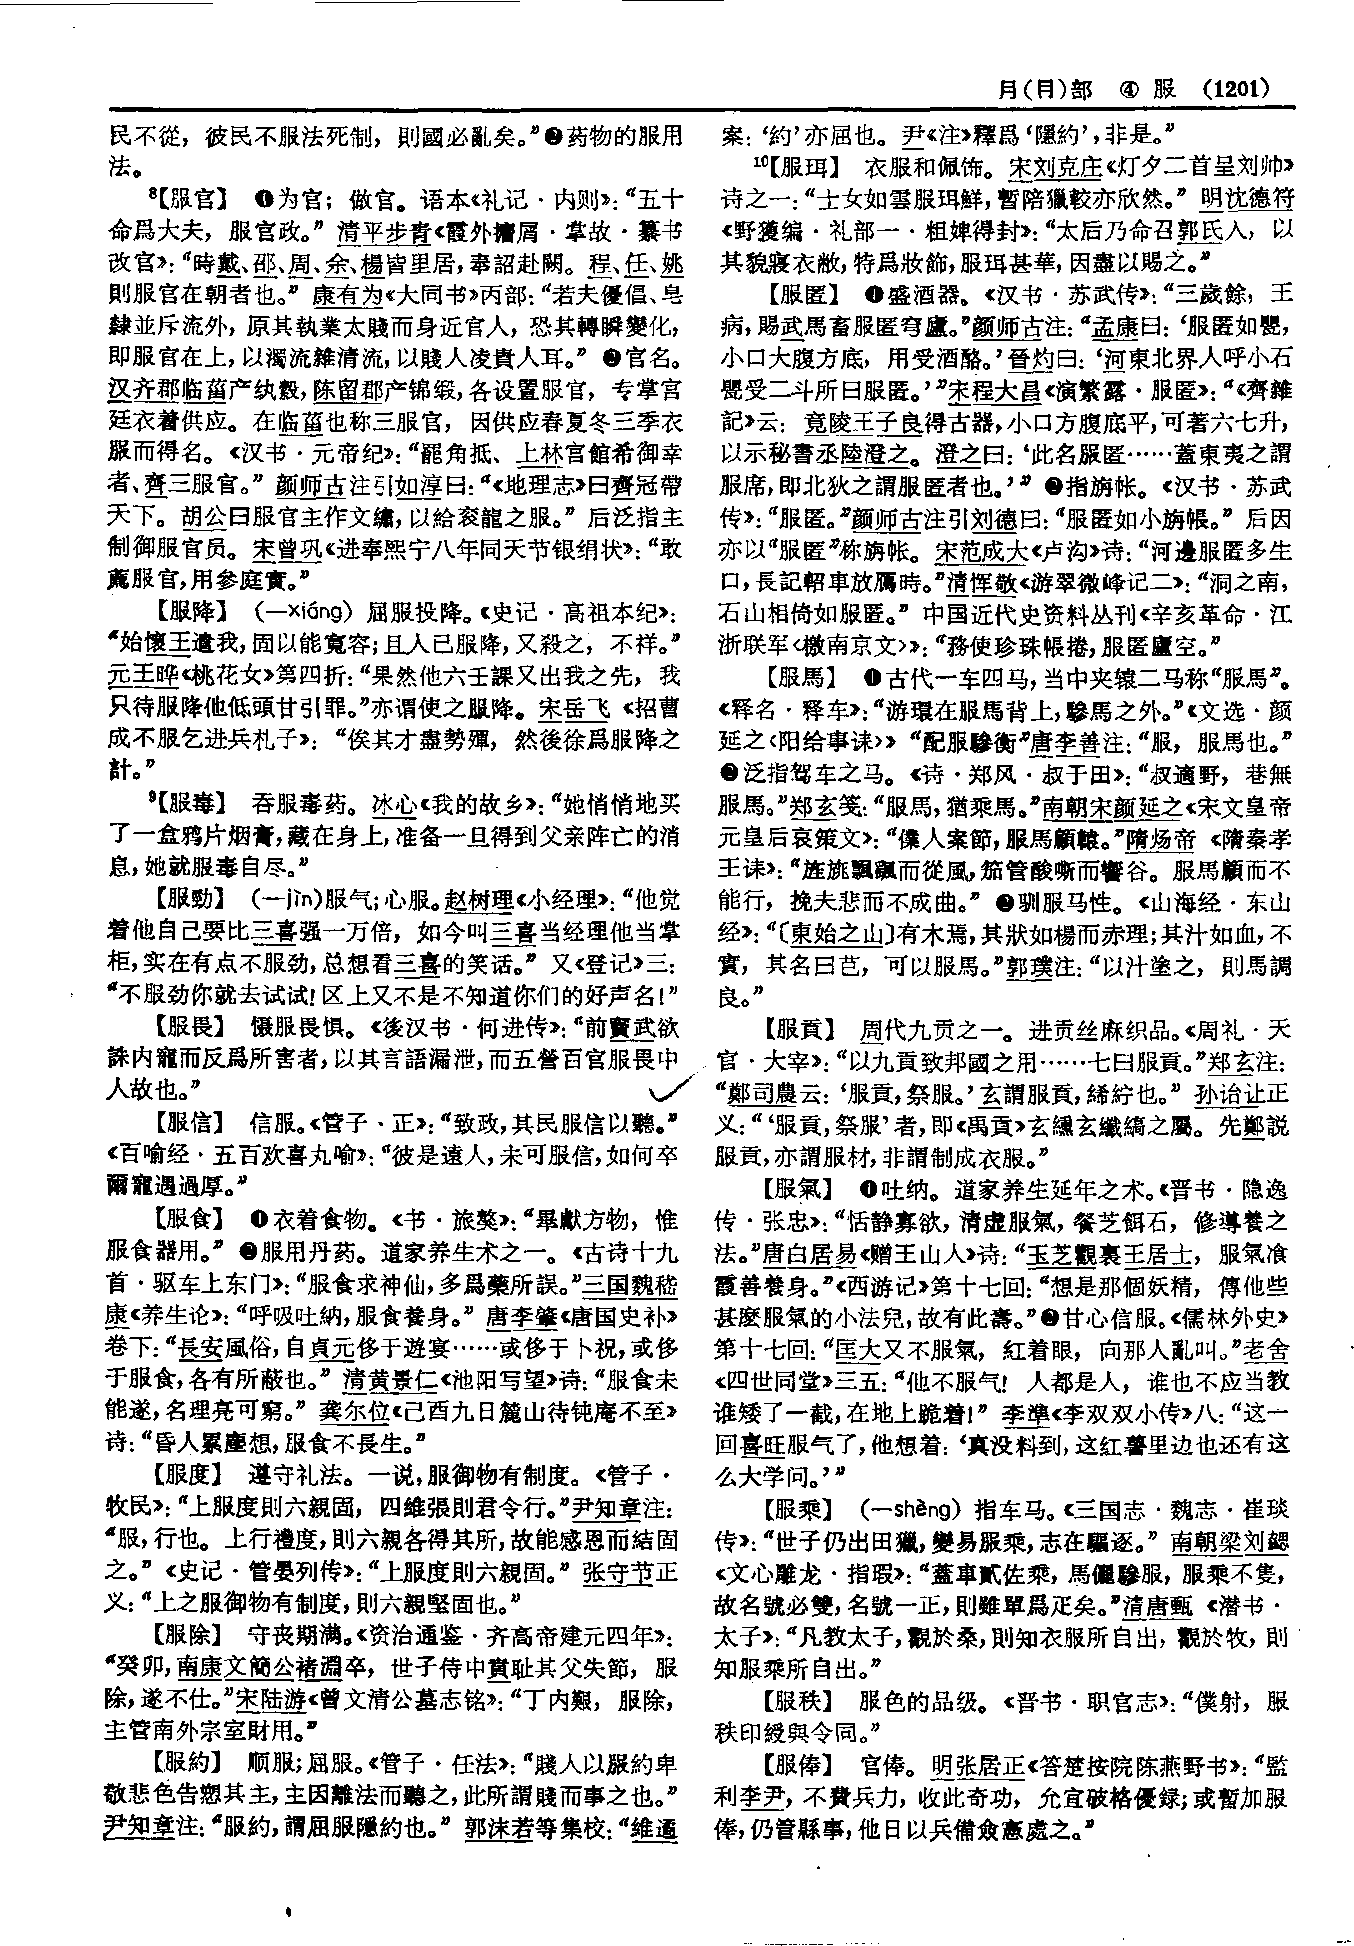 月(⺝)部 ④ 服 (1201)
民不從，彼民不服法死制，則國必亂矣。”❷药物的服用
法。
⁸【服官】 ❶为官；做官。语本《礼记·内则》：“五十
命爲大夫，服官政。” 清平步青《霞外攟屑·掌故·纂书
改官》：“時戴、邵、周、余、楊皆里居，奉詔赴闕。程、任、姚
則服官在朝者也。” 康有为《大同书》丙部：“若夫優倡、皂
隸並斥流外，原其執業太賤而身近官人，恐其轉瞬變化，
即服官在上，以濁流雜清流，以賤人凌貴人耳。” ❷官名。
汉齐郡临菑产纨縠，陈留郡产锦缎，各设置服官，专掌宫
廷衣着供应。在临菑也称三服官，因供应春夏冬三季衣
服而得名。《汉书·元帝纪》：“罷角抵、上林宫館希御幸
者、齊三服官。” 颜师古注引如淳曰：“《地理志》曰齊冠帶
天下。胡公曰服官主作文繡，以給衮龍之服。” 后泛指主
制御服官员。宋曾巩《进奉熙宁八年同天节银绢状》：“敢
薦服官，用參庭實。”
【服降】 （—xiáng）屈服投降。《史记·高祖本纪》：
“始懷王遣我，固以能寬容；且人已服降，又殺之，不祥。”
元王晔《桃花女》第四折：“果然他六壬課又出我之先，我
只待服降他低頭甘引罪。”亦谓使之服降。宋岳飞《招曹
成不服乞进兵札子》：“俟其才盡勢殫，然後徐爲服降之
計。”
⁹【服毒】 吞服毒药。冰心《我的故乡》：“她悄悄地买
了一盒鸦片烟膏，藏在身上，准备一旦得到父亲阵亡的消
息，她就服毒自尽。”
【服勁】 （—jìn）服气；心服。赵树理《小经理》：“他觉
着他自己要比三喜强一万倍，如今叫三喜当经理他当掌
柜，实在有点不服劲，总想看三喜的笑话。” 又《登记》三：
“不服劲你就去试试！区上又不是不知道你们的好声名！”
【服畏】 慑服畏惧。《後汉书·何进传》：“前竇武欲
誅内寵而反爲所害者，以其言語漏泄，而五營百官服畏中
人故也。”
【服信】 信服。《管子·正》：“致政，其民服信以聽。”
《百喻经·五百欢喜丸喻》：“彼是遠人，未可服信，如何卒
爾寵遇過厚。”
【服食】 ❶衣着食物。《书·旅獒》：“畢獻方物，惟
服食器用。” ❷服用丹药。道家养生术之一。《古诗十九
首·驱车上东门》：“服食求神仙，多爲藥所誤。”三国魏嵇
康《养生论》：“呼吸吐納，服食養身。” 唐李肇《唐国史补》
卷下：“長安風俗，自貞元侈于遊宴……或侈于卜祝，或侈
于服食，各有所蔽也。” 清黄景仁《池阳写望》诗：“服食未
能遂，名理亮可窮。” 龚尔位《己酉九日麓山待钝庵不至》
诗：“昏人累塵想，服食不長生。”
【服度】 遵守礼法。一说，服御物有制度。《管子·
牧民》：“上服度則六親固，四維張則君令行。”尹知章注：
“服，行也。上行禮度，則六親各得其所，故能感恩而結固
之。” 《史记·管晏列传》：“上服度則六親固。” 张守节正
义：“上之服御物有制度，則六親堅固也。”
【服除】 守丧期满。《资治通鉴·齐高帝建元四年》：
“癸卯，南康文簡公褚淵卒，世子侍中賁耻其父失節，服
除，遂不仕。”宋陆游《曾文清公墓志铭》：“丁内艱，服除，
主管南外宗室財用。”
【服約】 顺服；屈服。《管子·任法》：“賤人以服約卑
敬悲色告愬其主，主因離法而聽之，此所謂賤而事之也。”
尹知章注：“服約，謂屈服隱約也。” 郭沫若等集校：“維遹
案：‘約’亦屈也。尹《注》釋爲‘隱約’，非是。”
¹⁰【服珥】 衣服和佩饰。宋刘克庄《灯夕二首呈刘帅》
诗之一：“士女如雲服珥鮮，暫陪獵較亦欣然。” 明沈德符
《野獲编·礼部一·粗婢得封》：“太后乃命召郭氏入，以
其貌寢衣敝，特爲妝飾，服珥甚華，因盡以賜之。”
【服匿】 ❶盛酒器。《汉书·苏武传》：“三歲餘，王
病，賜武馬畜服匿穹廬。”颜师古注：“孟康曰：‘服匿如甖，
小口大腹方底，用受酒酪。’晉灼曰：‘河東北界人呼小石
甖受二斗所曰服匿。’”宋程大昌《演繁露·服匿》：“《齊雜
記》云：竟陵王子良得古器，小口方腹底平，可著六七升，
以示秘書丞陸澄之。澄之曰：‘此名服匿……蓋東夷之謂
服席，即北狄之謂服匿者也。’” ❷指旃帐。《汉书·苏武
传》：“服匿。”颜师古注引刘德曰：“服匿如小旃帳。” 后因
亦以“服匿”称旃帐。宋范成大《卢沟》诗：“河邊服匿多生
口，長記軺車放鴈時。”清恽敬《游翠微峰记二》：“洞之南，
石山相倚如服匿。” 中国近代史资料丛刊《辛亥革命·江
浙联军〈檄南京文〉》：“務使珍珠帳捲，服匿廬空。”
【服馬】 ❶古代一车四马，当中夹辕二马称“服馬”。
《释名·释车》：“游環在服馬背上，驂馬之外。”《文选·颜
延之〈阳给事诔〉》 “配服驂衡”唐李善注：“服，服馬也。”
❷泛指驾车之马。《诗·郑风·叔于田》：“叔適野，巷無
服馬。”郑玄笺：“服馬，猶乘馬。”南朝宋颜延之《宋文皇帝
元皇后哀策文》：“僕人案節，服馬顧轅。”隋炀帝《隋秦孝
王诔》：“旌旐飄飄而從風，笳管酸嘶而響谷。服馬顧而不
能行，挽夫悲而不成曲。” ❸驯服马性。《山海经·东山
经》：“〔東始之山〕有木焉，其狀如楊而赤理；其汁如血，不
實，其名曰芑，可以服馬。”郭璞注：“以汁塗之，則馬調
良。”
【服貢】 周代九贡之一。进贡丝麻织品。《周礼·天
官·大宰》：“以九貢致邦國之用……七曰服貢。”郑玄注：
“鄭司農云：‘服貢，祭服。’玄謂服貢，絺紵也。” 孙诒让正
义：“‘服貢，祭服’者，即《禹貢》玄纁玄纖縞之屬。先鄭説
服貢，亦謂服材，非謂制成衣服。”
【服氣】 ❶吐纳。道家养生延年之术。《晋书·隐逸
传·张忠》：“恬静寡欲，清虚服氣，餐芝餌石，修導養之
法。”唐白居易《赠王山人》诗：“玉芝觀裏王居士，服氣飡
霞善養身。”《西游记》第十七回：“想是那個妖精，傳他些
甚麽服氣的小法兒，故有此壽。”❷甘心信服。《儒林外史》
第十七回：“匡大又不服氣，紅着眼，向那人亂叫。”老舍
《四世同堂》三五：“他不服气！人都是人，谁也不应当教
谁矮了一截，在地上跪着！” 李準《李双双小传》八：“这一
回喜旺服气了，他想着：‘真没料到，这红薯里边也还有这
么大学问。’”
【服乘】 （—shèng）指车马。《三国志·魏志·崔琰
传》：“世子仍出田獵，變易服乘，志在驅逐。” 南朝梁刘勰
《文心雕龙·指瑕》：“蓋車貳佐乘，馬儷驂服，服乘不隻，
故名號必雙，名號一正，則雖單爲疋矣。”清唐甄《潜书·
太子》：“凡教太子，觀於桑，則知衣服所自出，觀於牧，則
知服乘所自出。”
【服秩】 服色的品级。《晋书·职官志》：“僕射，服
秩印綬與令同。”
【服俸】 官俸。明张居正《答楚按院陈燕野书》：“監
利李尹，不費兵力，收此奇功，允宜破格優録；或暫加服
俸，仍管縣事，他日以兵備僉憲處之。”